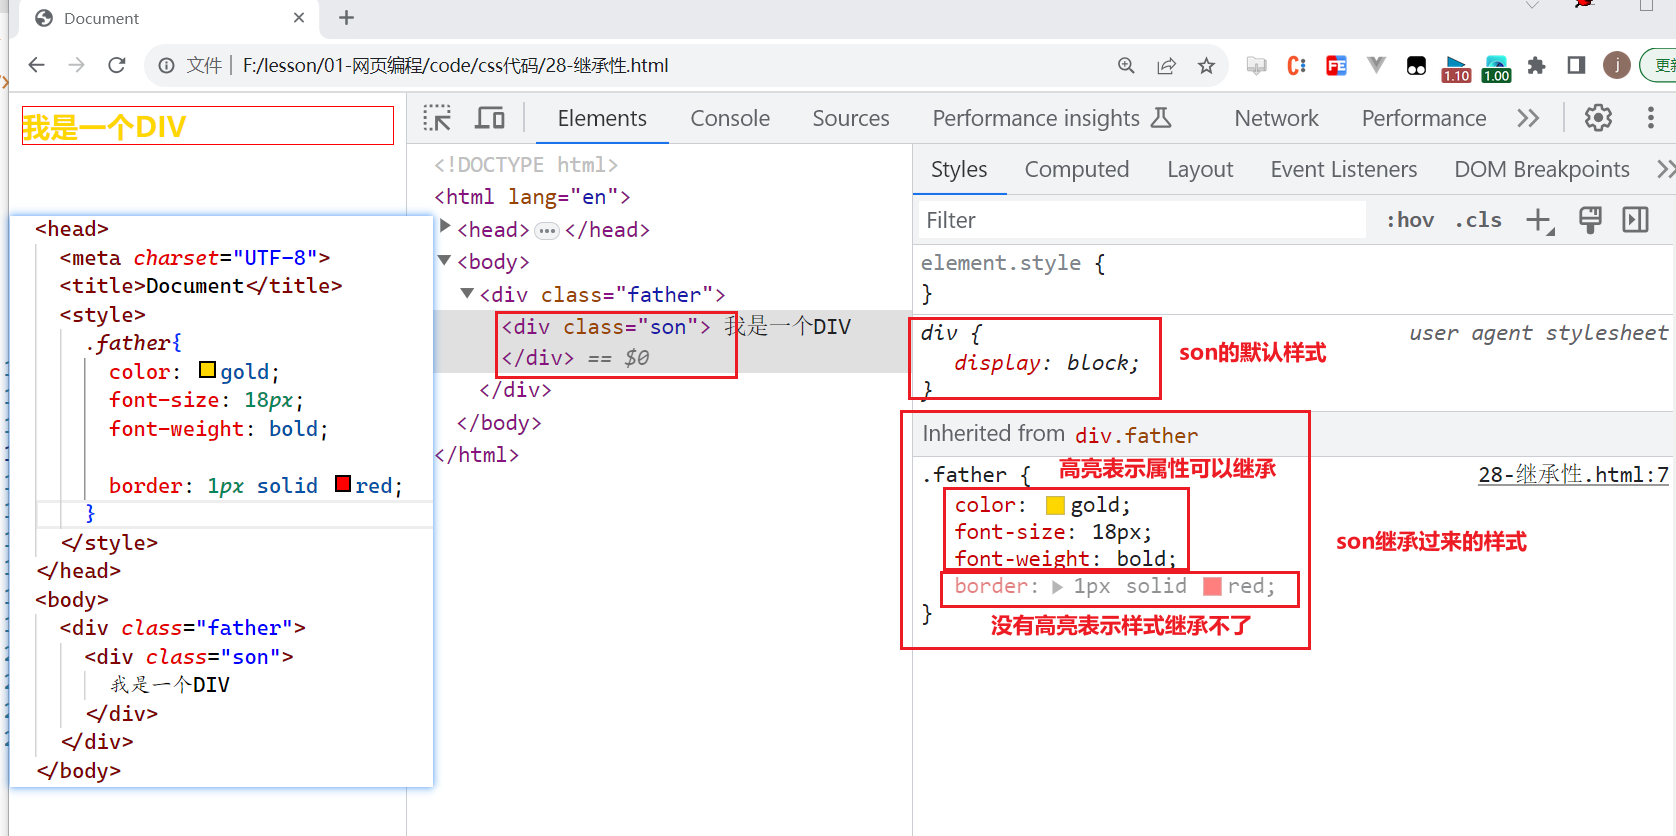 Document
文件 | F:/lesson/01-网页编程/code/css代码/28-继承性.html
1.10
1.00
j
我是一个DIV
<head>
<meta charset="UTF-8">
<title>Document</title>
<style>
.father{
color: gold;
font-size: 18px;
font-weight: bold;
border: 1px solid red;
}
</style>
</head>
<body>
<div class="father">
<div class="son">
我是一个DIV
</div>
</div>
</body>
Elements Console Sources Performance insights Network Performance
<!DOCTYPE html>
<html lang="en">
<head> ••• </head>
<body>
<div class="father">
<div class="son"> 我是一个DIV
</div> == $0
</div>
</body>
</html>
Styles Computed Layout Event Listeners DOM Breakpoints
Filter :hov .cls
element.style {
}
div { user agent stylesheet
display: block;
}
son的默认样式
Inherited from div.father
高亮表示属性可以继承
.father { 28-继承性.html:7
color: gold;
font-size: 18px;
font-weight: bold;
border: 1px solid red;
}
没有高亮表示样式继承不了
son继承过来的样式